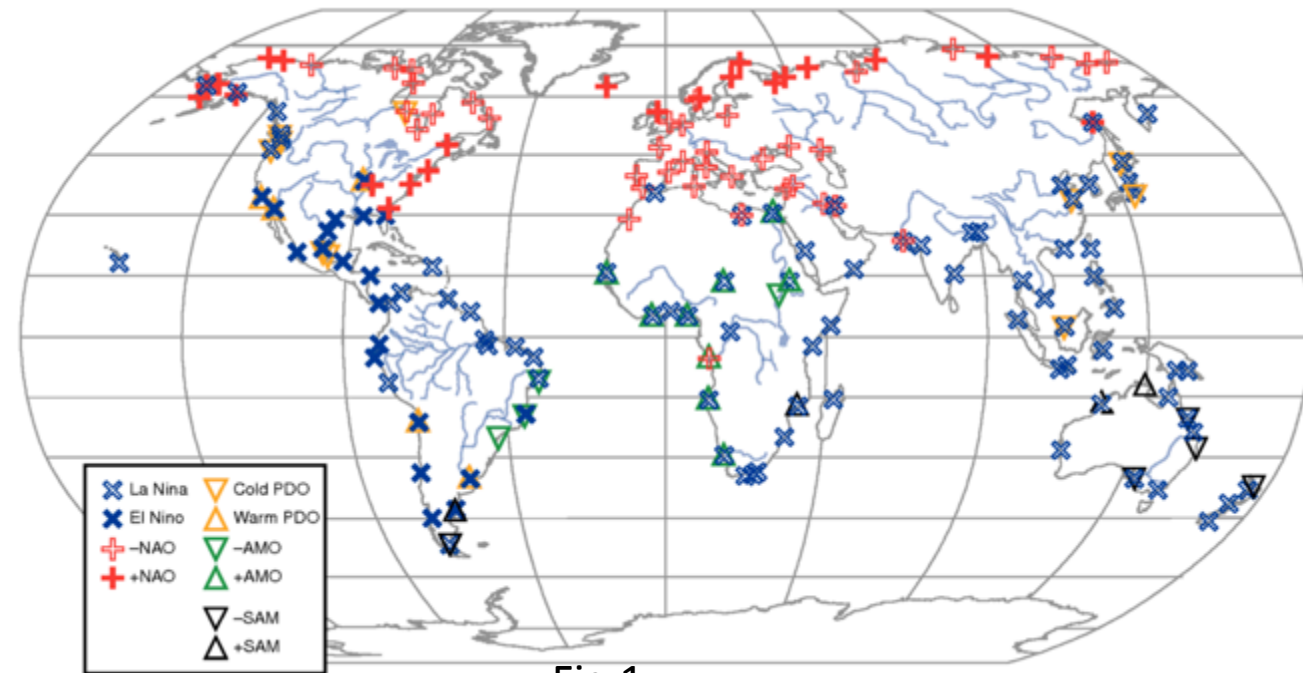 La Nina
Cold PDO
El Nino
Warm PDO
–NAO
–AMO
+NAO
+AMO
–SAM
+SAM